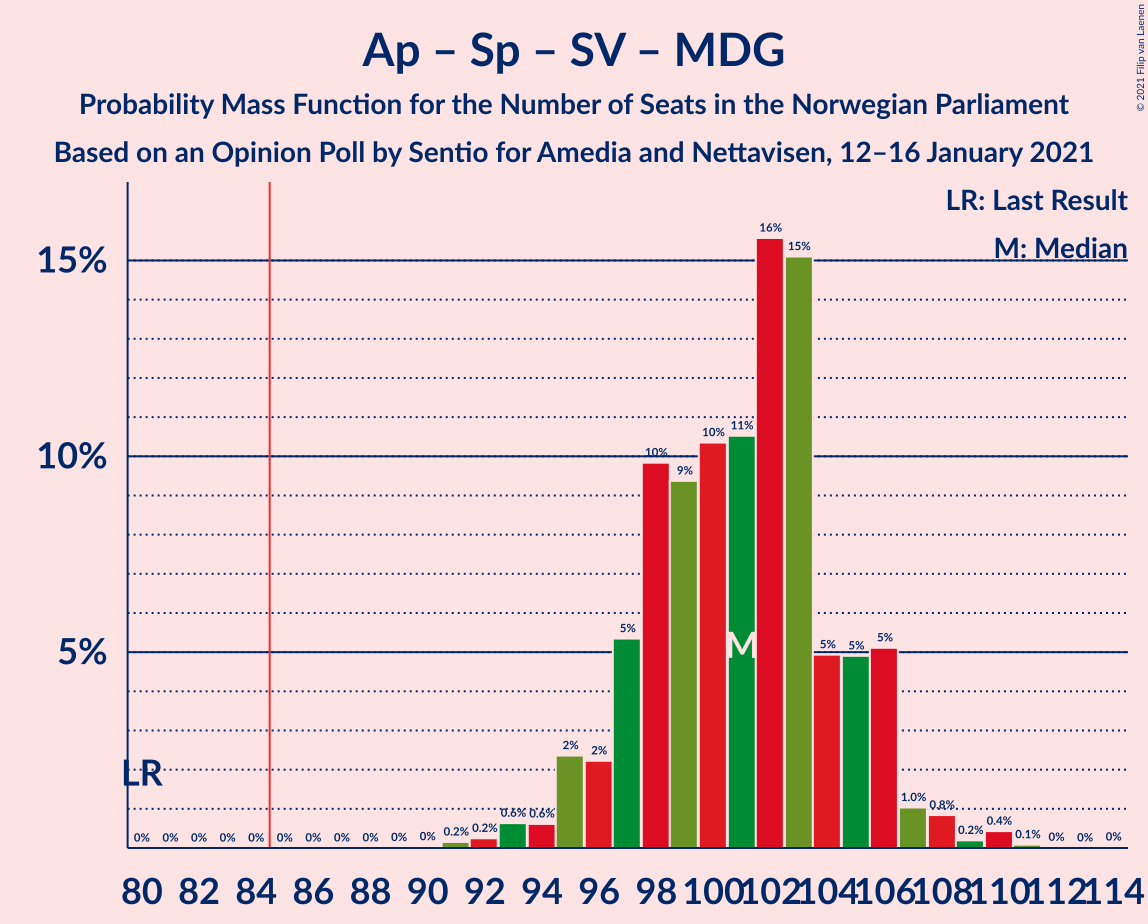 Ap – Sp – SV – MDG
Probability Mass Function for the Number of Seats in the Norwegian Parliament
Based on an Opinion Poll by Sentio for Amedia and Nettavisen, 12–16 January 2021
© 2021 Filip van Laenen
LR: Last Result
M: Median
15%
10%
5%
LR
M
0% 0% 0% 0% 0% 0% 0% 0% 0% 0% 0% 0.2% 0.2% 0.6% 0.6% 2% 2% 5% 10% 9% 10% 11% 16% 15% 5% 5% 5% 1.0% 0.8% 0.2% 0.4% 0.1% 0% 0% 0%
80 82 84 86 88 90 92 94 96 98 100 102 104 106 108 110 112 114